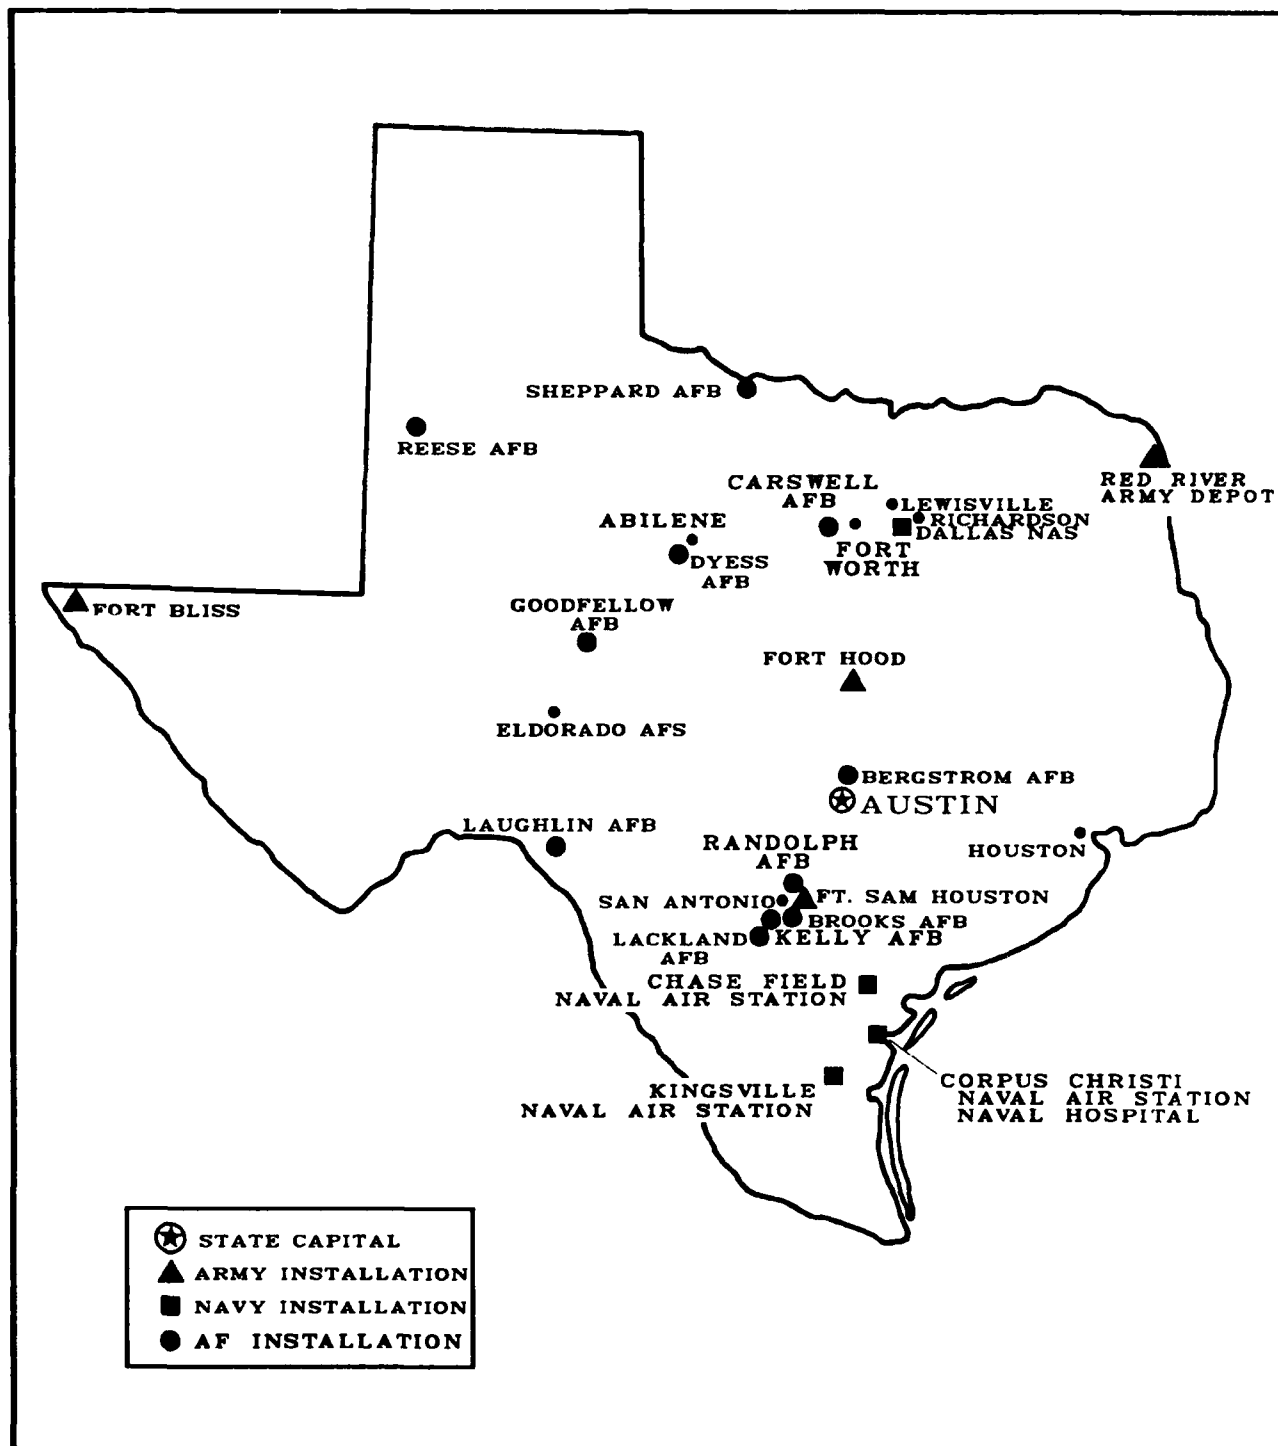 SHEPPARD AFB
REESE AFB
CARSWELL
AFB
RED RIVER
ARMY DEPOT
LEWISVILLE
RICHARDSON
DALLAS NAS
ABILENE
DYESS
AFB
FORT
WORTH
FORT BLISS
GOODFELLOW
AFB
FORT HOOD
ELDORADO AFS
BERGSTROM AFB
AUSTIN
LAUGHLIN AFB
RANDOLPH
AFB
HOUSTON
SAN ANTONIO
FT. SAM HOUSTON
BROOKS AFB
LACKLAND
AFB
KELLY AFB
CHASE FIELD
NAVAL AIR STATION
KINGSVILLE
NAVAL AIR STATION
CORPUS CHRISTI
NAVAL AIR STATION
NAVAL HOSPITAL
STATE CAPITAL
ARMY INSTALLATION
NAVY INSTALLATION
AF INSTALLATION